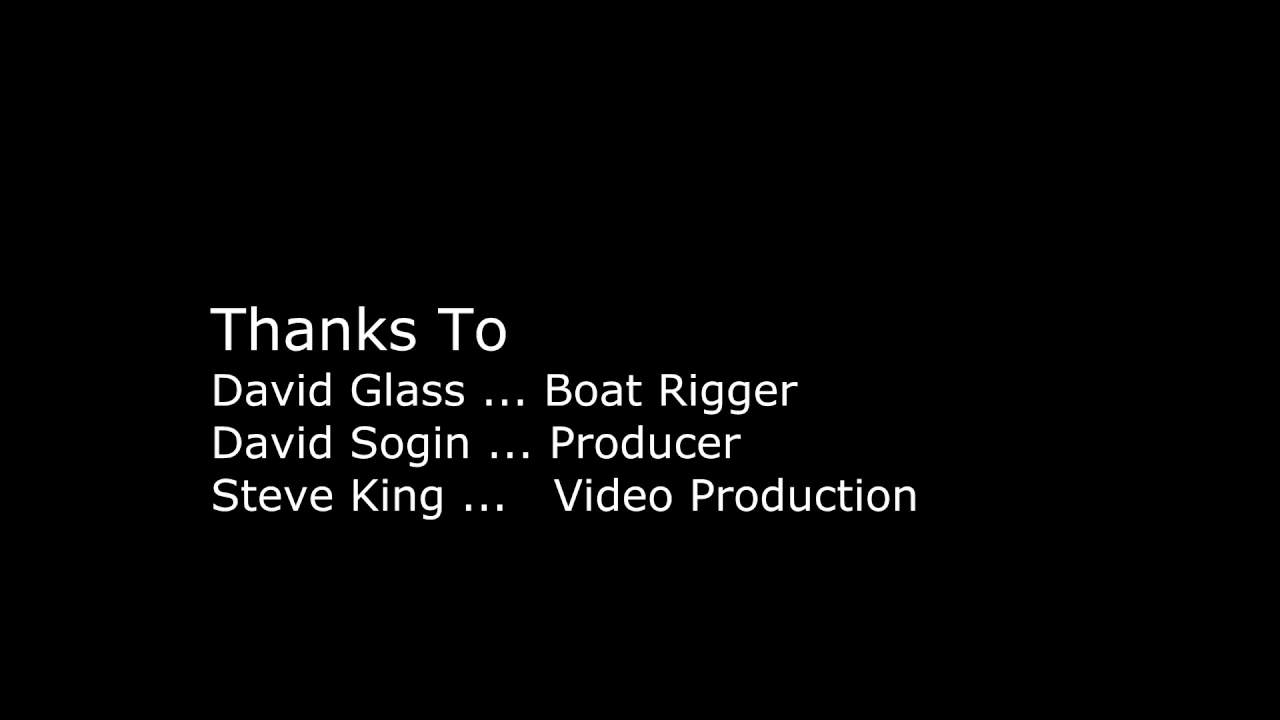 Thanks To
David Glass ... Boat Rigger
David Sogin ... Producer
Steve King ...   Video Production